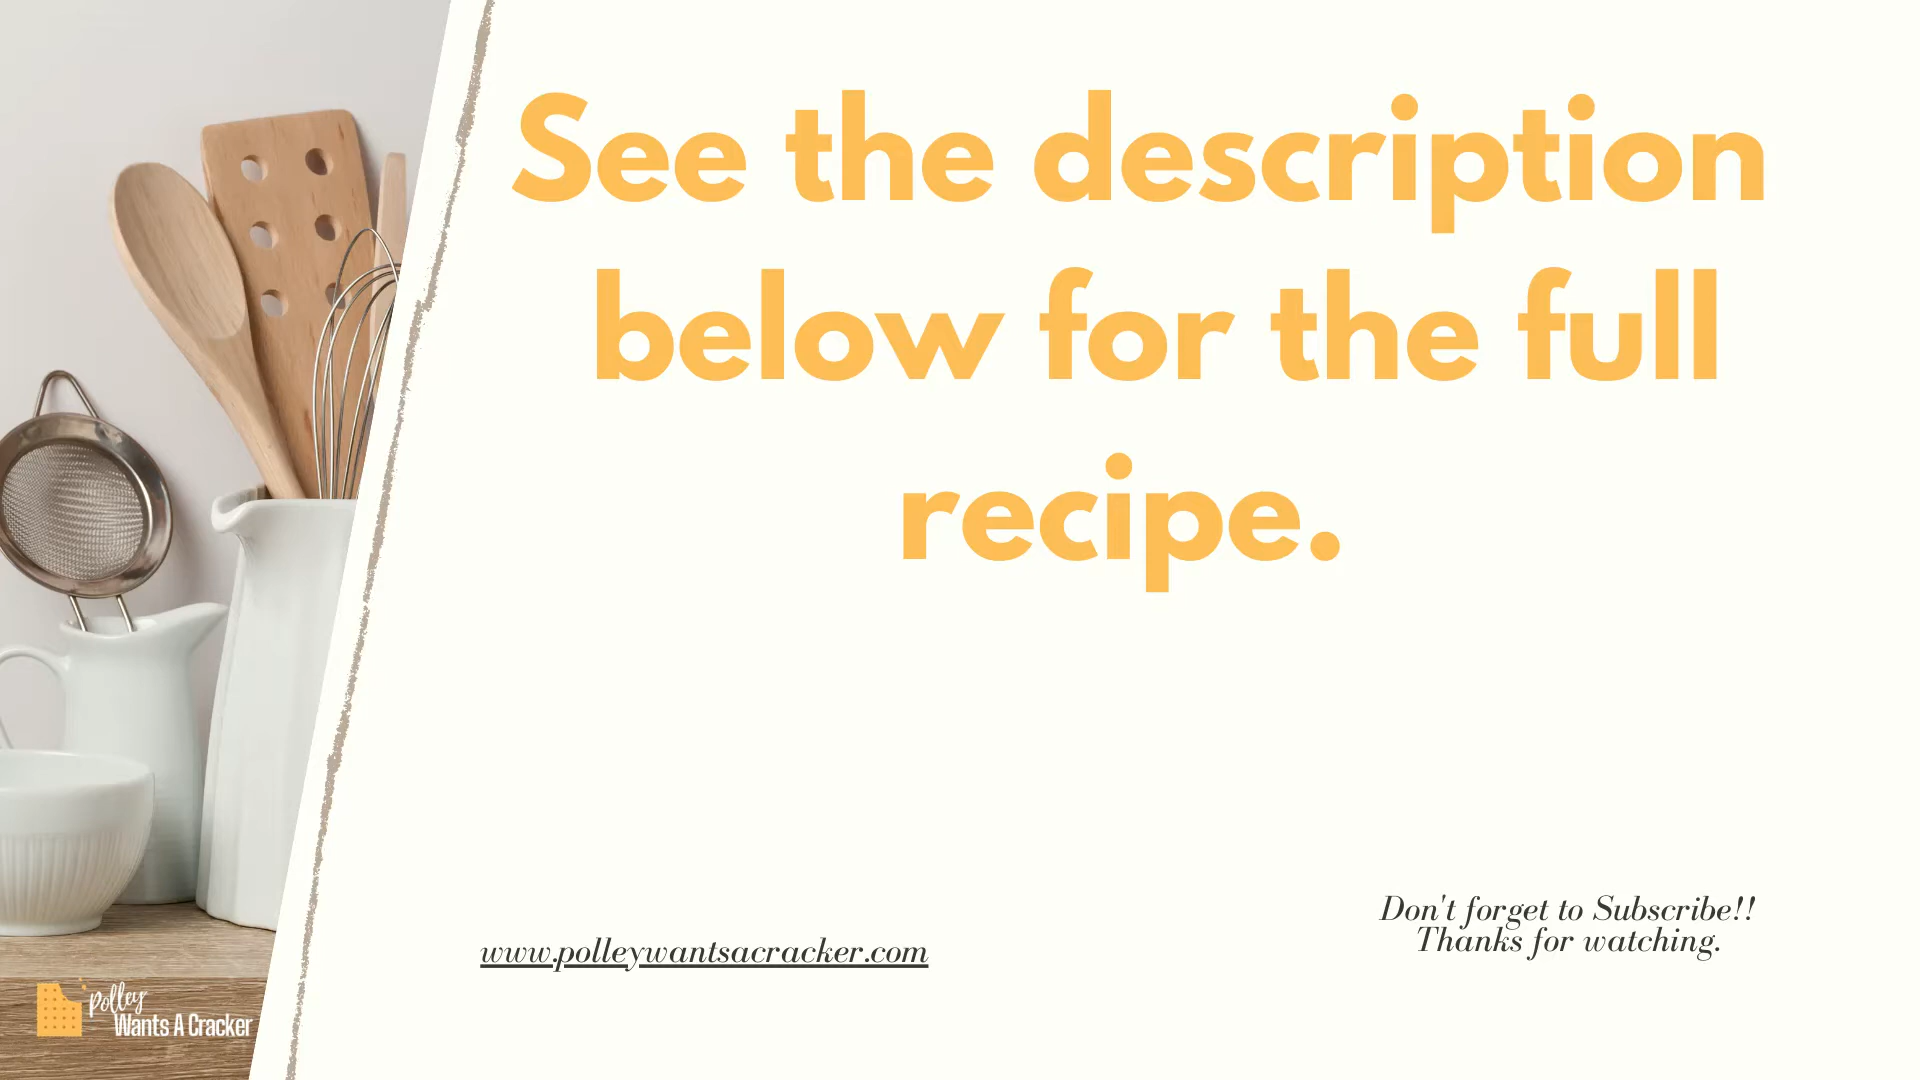 See the description
below for the full
recipe.
Don't forget to Subscribe!!
Thanks for watching.
www.polleywantsacracker.com
Polley
Wants A Cracker